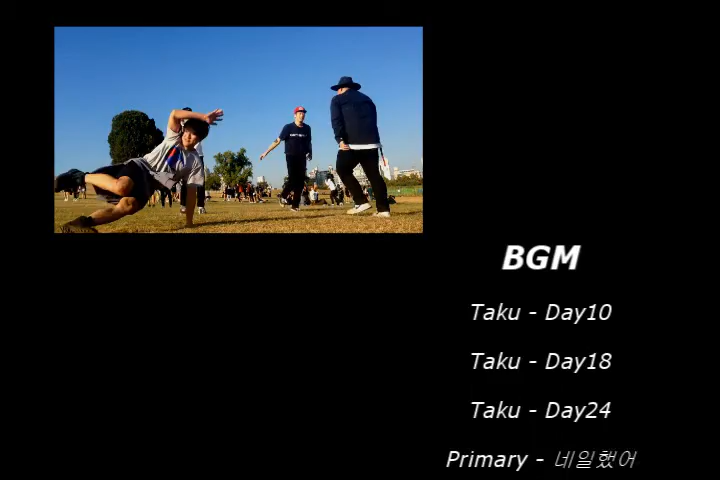 BGM
Taku - Day10
Taku - Day18
Taku - Day24
Primary - 네일했어